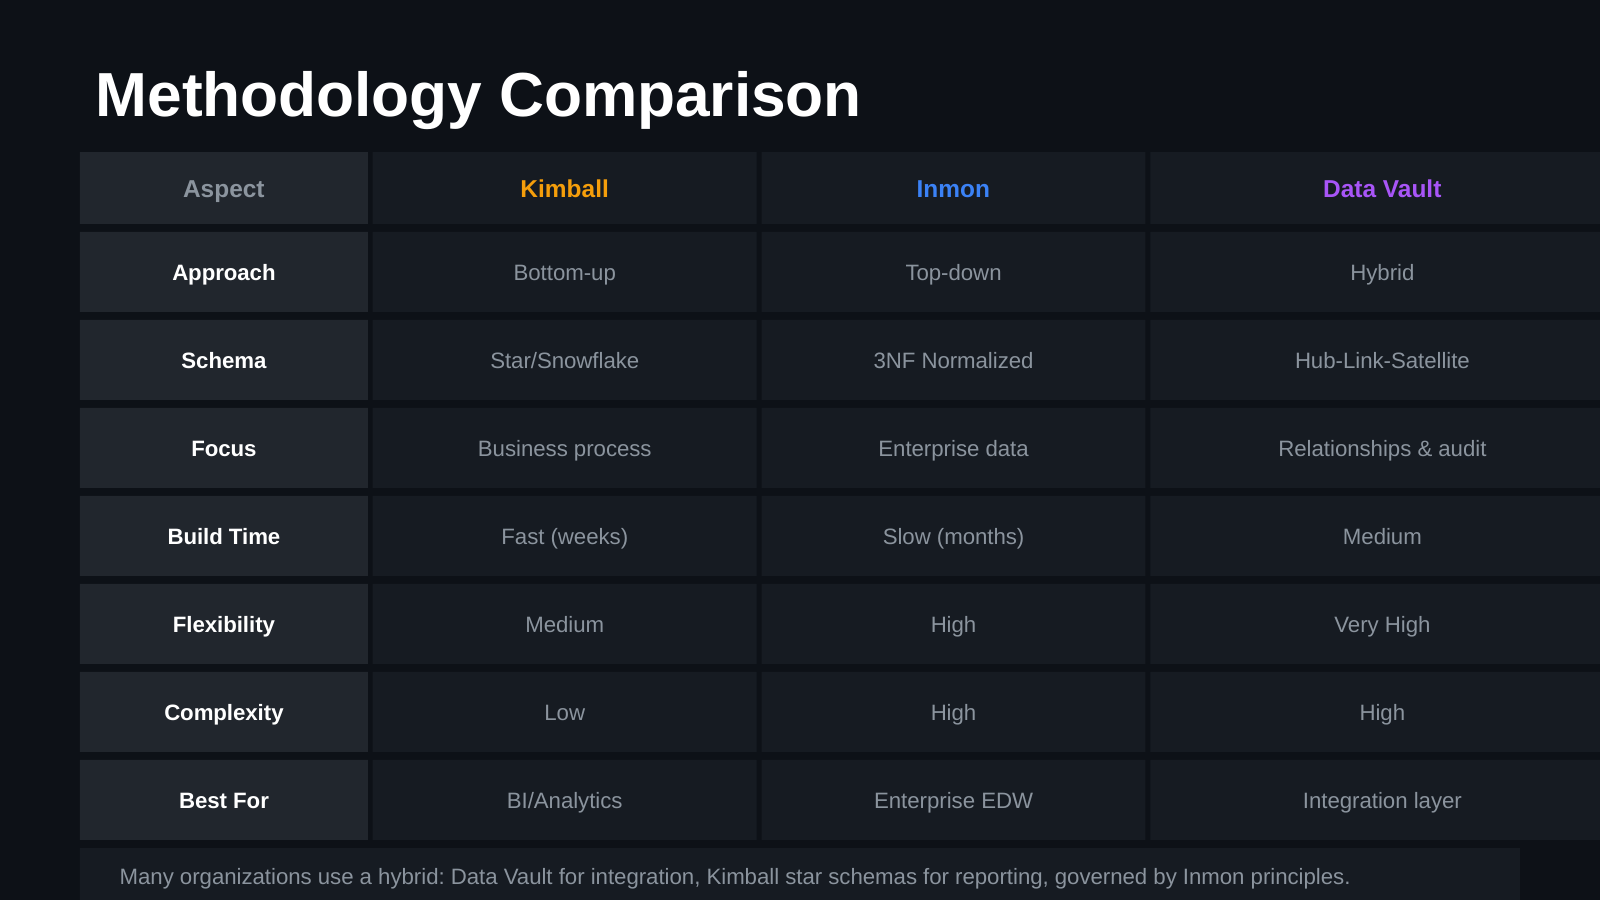 Methodology Comparison
Aspect Kimball Inmon Data Vault
Approach Bottom-up Top-down Hybrid
Schema Star/Snowflake 3NF Normalized Hub-Link-Satellite
Focus Business process Enterprise data Relationships & audit
Build Time Fast (weeks) Slow (months) Medium
Flexibility Medium High Very High
Complexity Low High High
Best For BI/Analytics Enterprise EDW Integration layer
Many organizations use a hybrid: Data Vault for integration, Kimball star schemas for reporting, governed by Inmon principles.